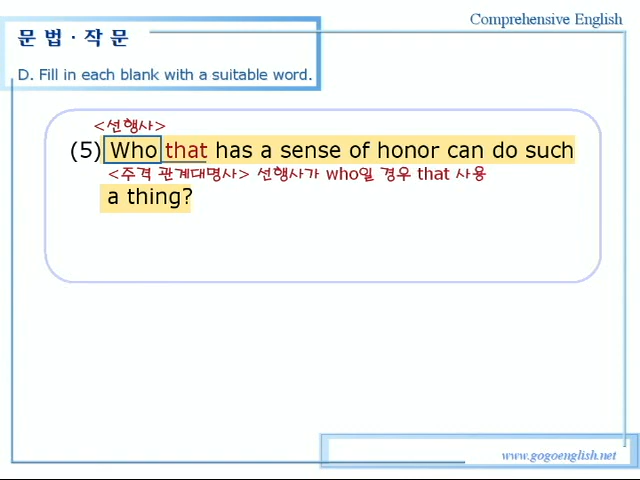 Comprehensive English
문법·작문
D. Fill in each blank with a suitable word.
<선행사>
(5) Who that has a sense of honor can do such
<주격 관계대명사> 선행사가 who일 경우 that 사용
a thing?
www.gogoenglish.net